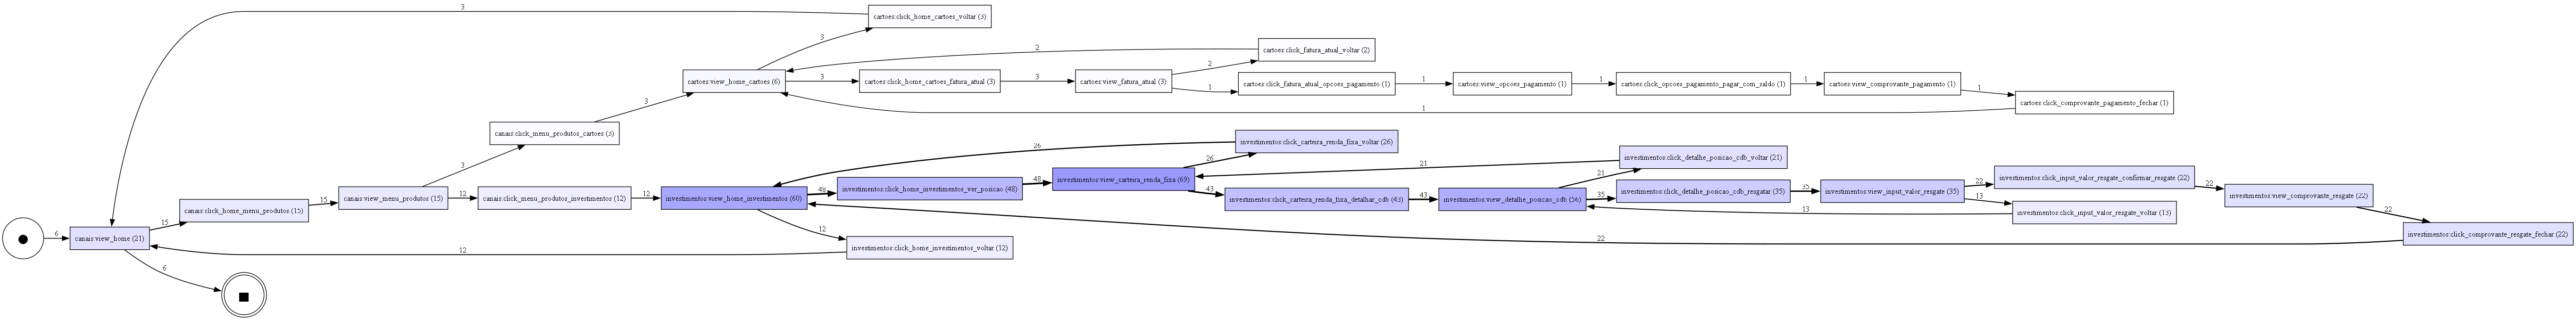 3
cartoes:click_home_cartoes_voltar (3)
3
cartoes:view_home_cartoes (6)
2
cartoes:click_fatura_atual_voltar (2)
3
cartoes:click_home_cartoes_fatura_atual (3)
3
cartoes:view_fatura_atual (3)
2
1
cartoes:click_fatura_atual_opcoes_pagamento (1)
1
cartoes:view_opcoes_pagamento (1)
1
cartoes:click_opcoes_pagamento_pagar_com_saldo (1)
1
cartoes:view_comprovante_pagamento (1)
1
cartoes:click_comprovante_pagamento_fechar (1)
1
3
canais:click_menu_produtos_cartoes (3)
3
6
canais:view_home (21)
15
canais:click_home_menu_produtos (15)
15
canais:view_menu_produtos (15)
12
canais:click_menu_produtos_investimentos (12)
12
investimentos:view_home_investimentos (60)
48
investimentos:click_home_investimentos_ver_posicao (48)
48
investimentos:view_carteira_renda_fixa (69)
26
investimentos:click_carteira_renda_fixa_voltar (26)
26
43
investimentos:click_carteira_renda_fixa_detalhar_cdb (43)
43
investimentos:view_detalhe_posicao_cdb (56)
21
investimentos:click_detalhe_posicao_cdb_voltar (21)
21
35
investimentos:click_detalhe_posicao_cdb_resgatar (35)
35
investimentos:view_input_valor_resgate (35)
22
investimentos:click_input_valor_resgate_confirmar_resgate (22)
22
investimentos:view_comprovante_resgate (22)
13
investimentos:click_input_valor_resgate_voltar (13)
13
22
investimentos:click_comprovante_resgate_fechar (22)
22
12
investimentos:click_home_investimentos_voltar (12)
12
6